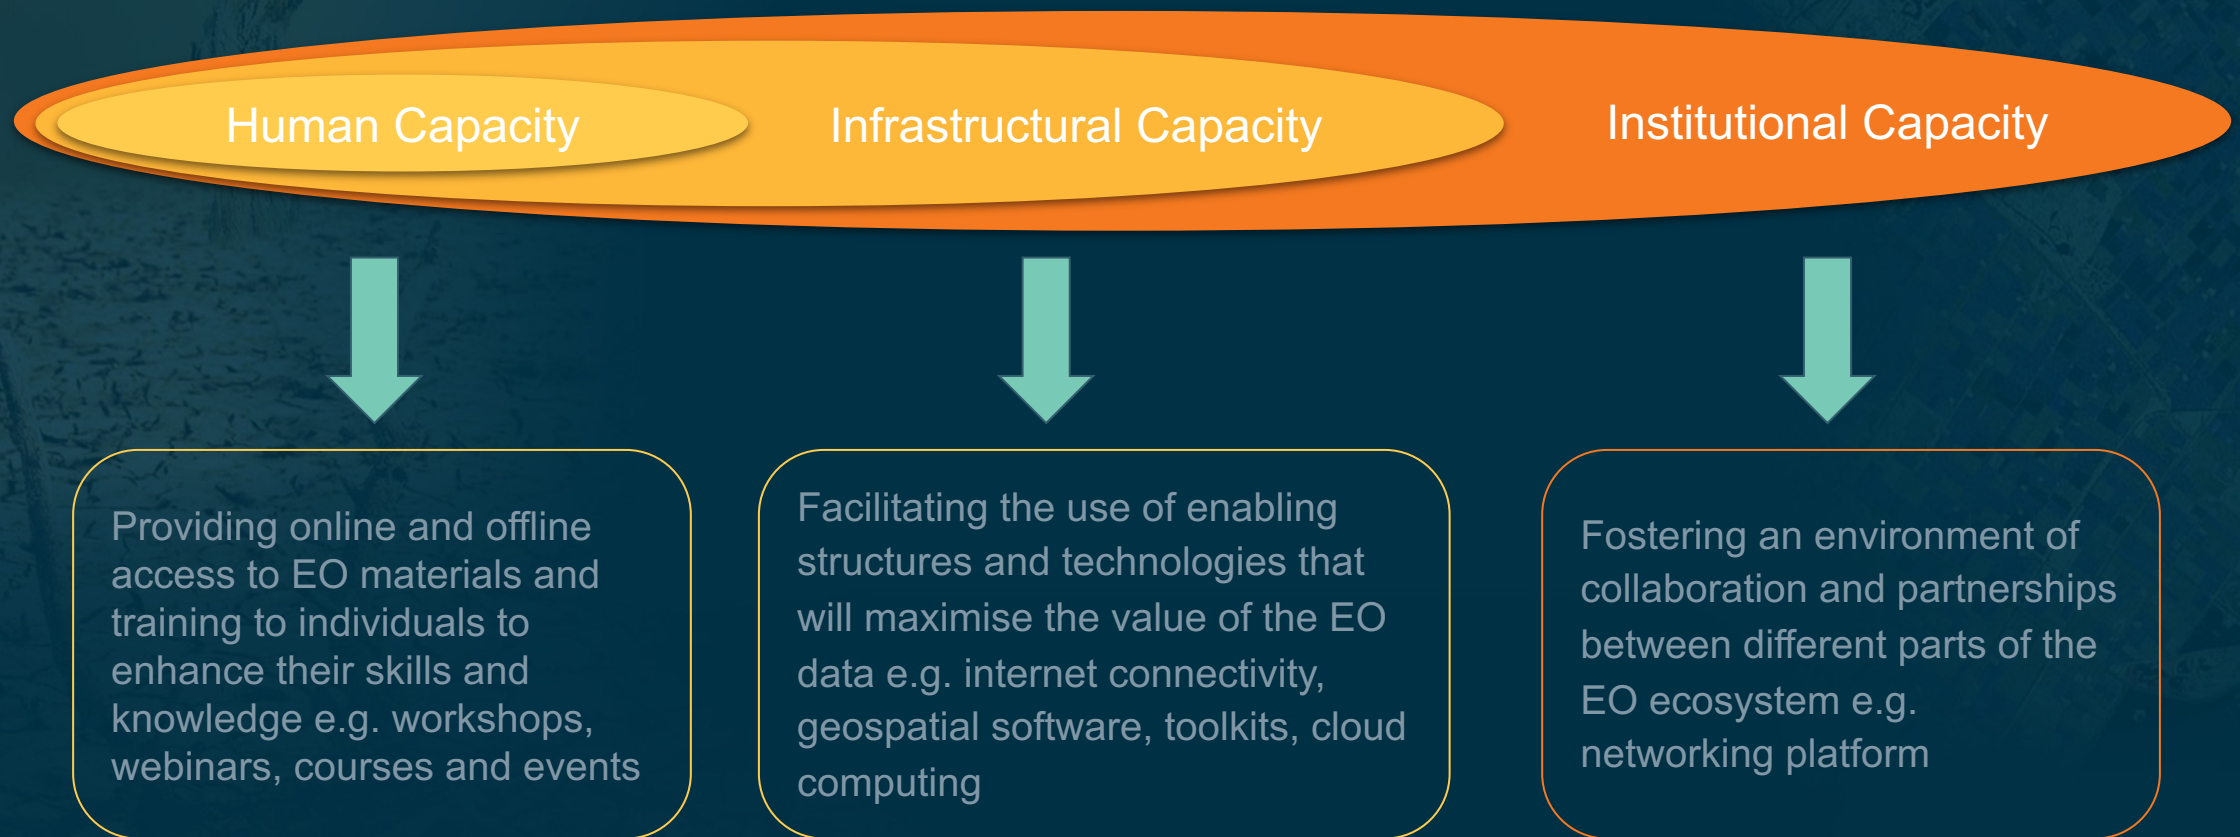 Human Capacity
Infrastructural Capacity
Institutional Capacity
Providing online and offline
access to EO materials and
training to individuals to
enhance their skills and
knowledge e.g. workshops,
webinars, courses and events
Facilitating the use of enabling
structures and technologies that
will maximise the value of the EO
data e.g. internet connectivity,
geospatial software, toolkits, cloud
computing
Fostering an environment of
collaboration and partnerships
between different parts of the
EO ecosystem e.g.
networking platform